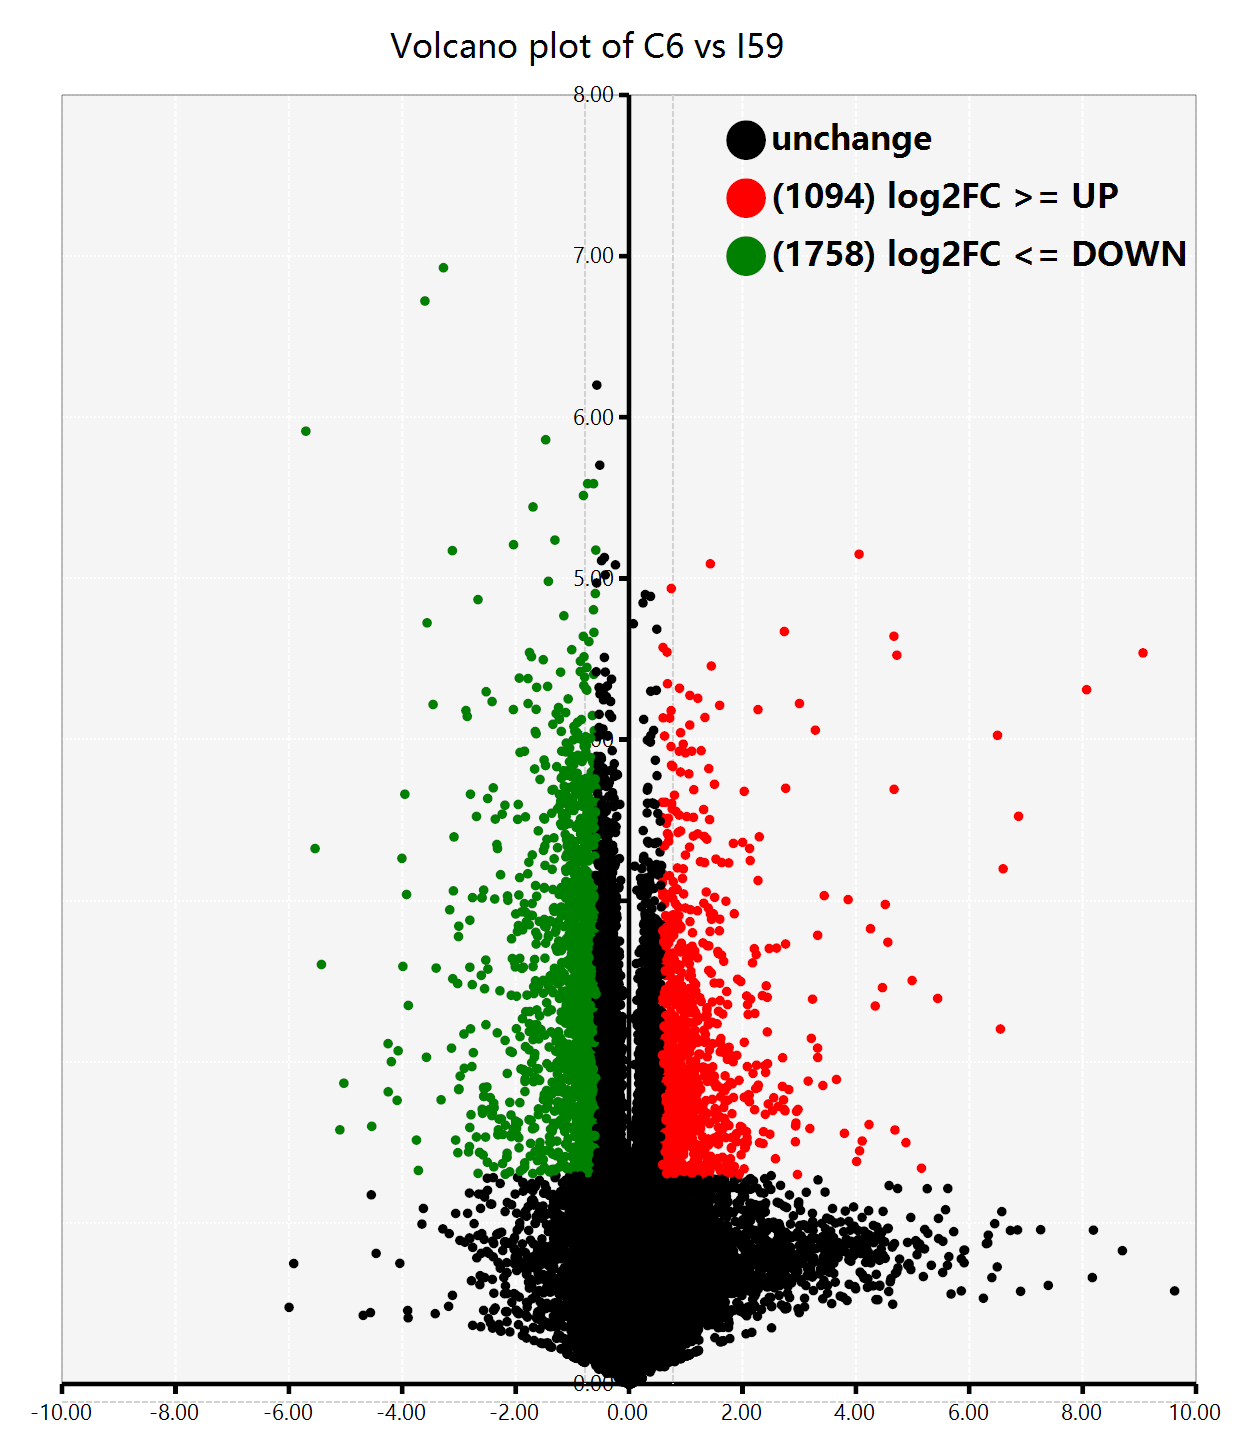 Volcano plot of C6 vs I59
8.00
unchange
(1094) log2FC >= UP
7.00
(1758) log2FC <= DOWN
6.00
5.00
0.00
-10.00 -8.00 -6.00 -4.00 -2.00 0.00 2.00 4.00 6.00 8.00 10.00